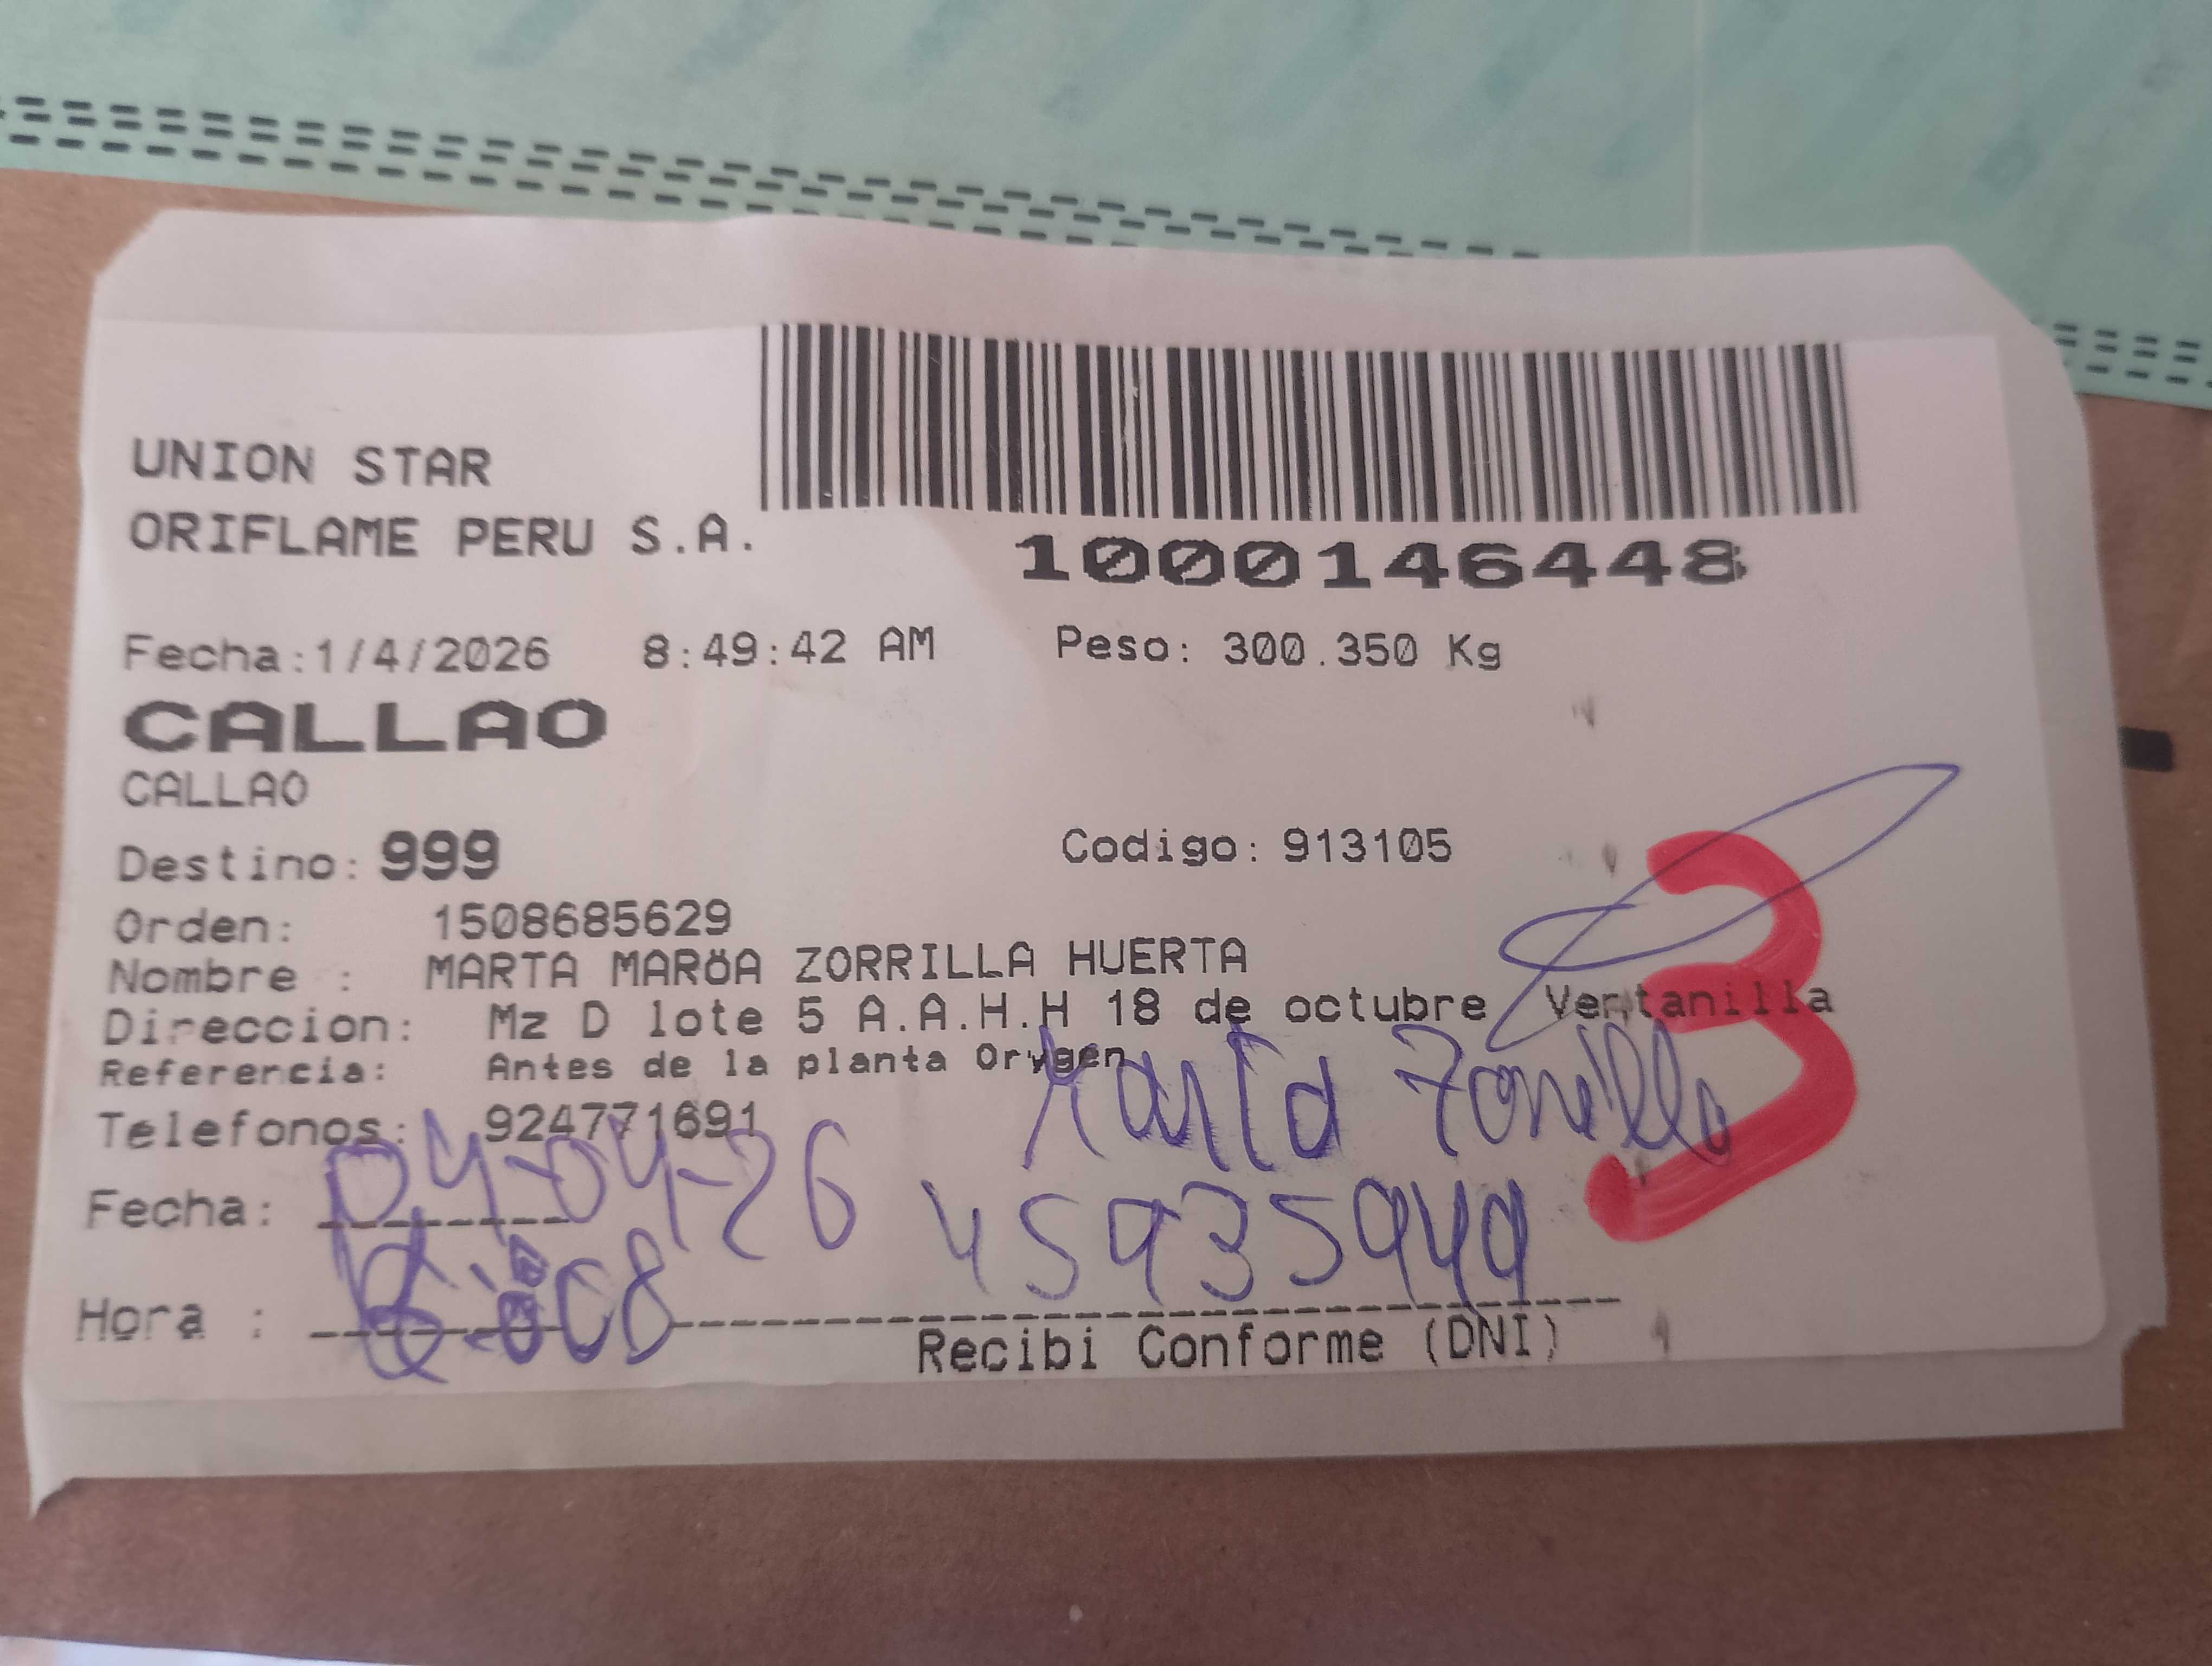 UNION STAR
ORIFLAME PERU S.A.
1000146448
Fecha:1/4/2026 8:49:42 AM Peso: 300.350 Kg
CALLAO
CALLAO
Destino: 999 Codigo: 913105
Orden: 1508685629
Nombre : MARTA MARÖA ZORRILLA HUERTA
Direccion: Mz D lote 5 A.A.H.H 18 de octubre Ventanilla
Referencia: Antes de la planta Orygen
Telefonos: 924771691
Marta Zorrilla
3
Fecha: 04-04-26 45935949
Hora :
Recibi Conforme (DNI)